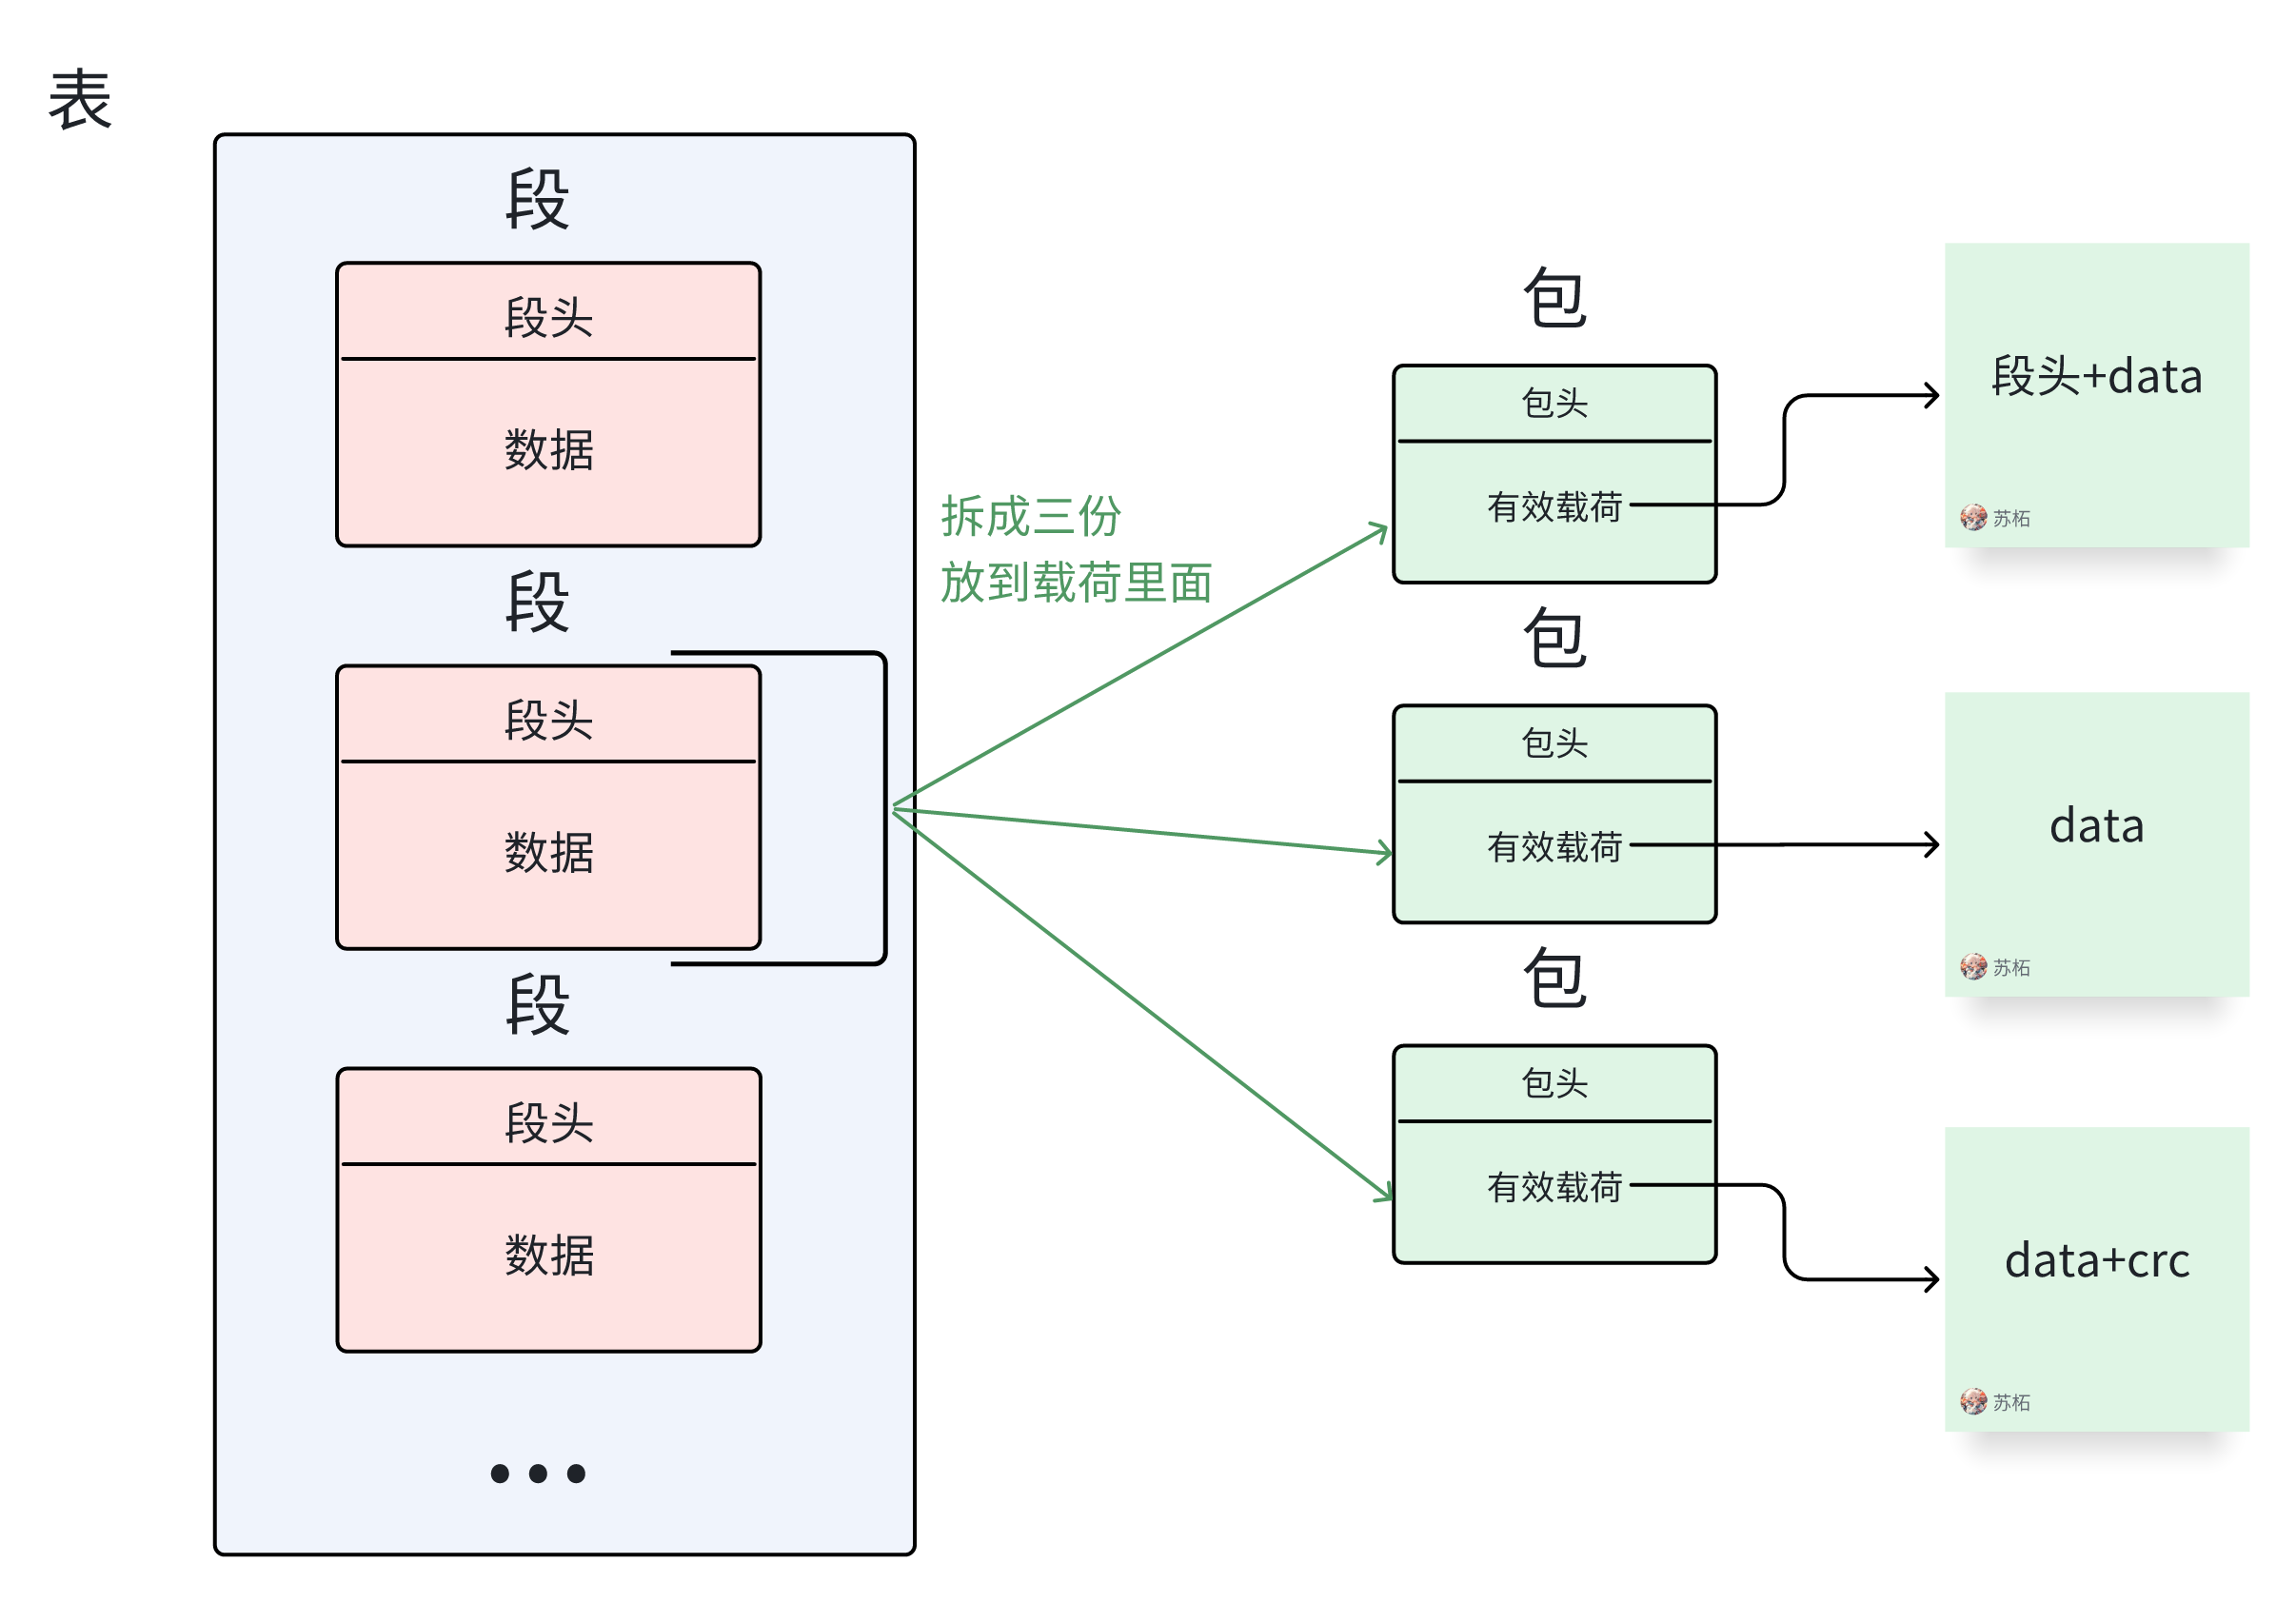 表
段
段头
数据
段
段头
数据
段
段头
数据
•••
拆成三份
放到载荷里面
包
包头
有效载荷
包
包头
有效载荷
包
包头
有效载荷
段头+data
苏柘
data
苏柘
data+crc
苏柘